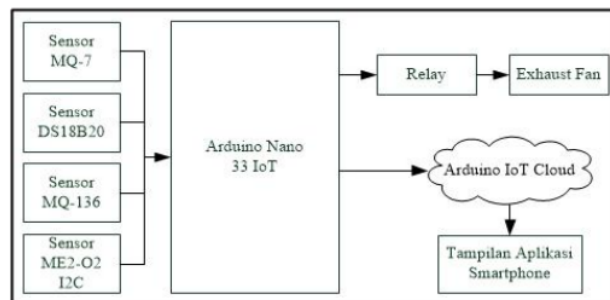 Sensor
MQ-7
Sensor
DS18B20
Sensor
MQ-136
Sensor
ME2-O2
I2C
Arduino Nano
33 IoT
Relay
Exhaust Fan
Arduino IoT Cloud
Tampilan Aplikasi
Smartphone